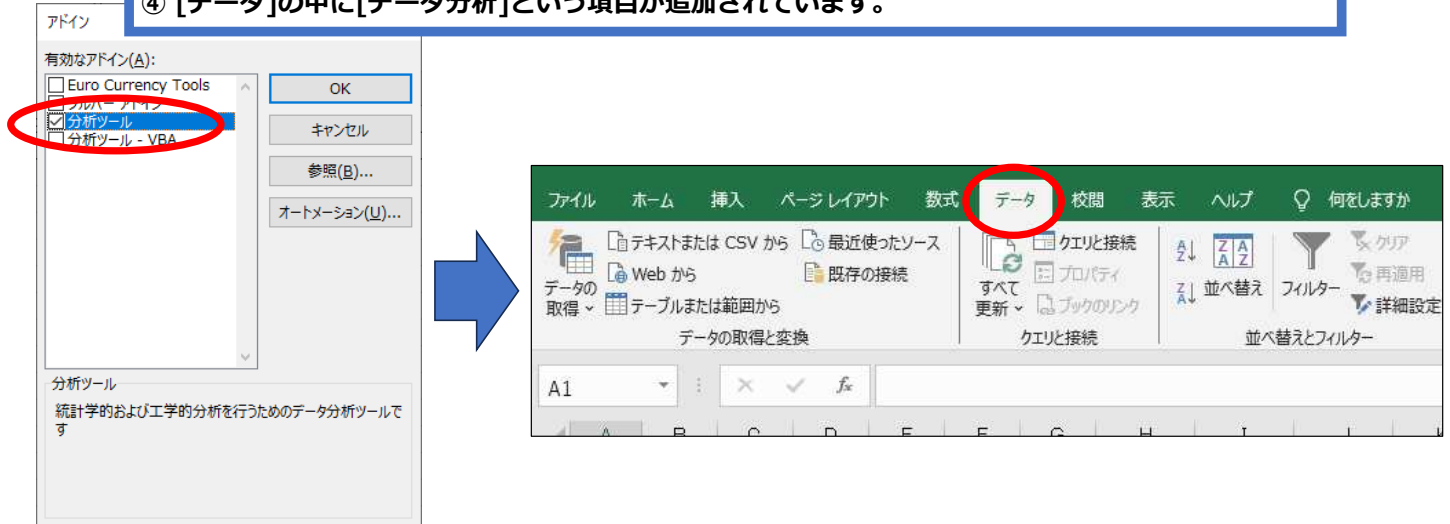 ④ [データ]の中に[データ分析]という項目が追加されています。
アドイン
有効なアドイン(A):
Euro Currency Tools
ソルバー アドイン
分析ツール
分析ツール - VBA
OK
キャンセル
参照(B)...
オートメーション(U)...
分析ツール
統計学的および工学的分析を行うためのデータ分析ツールで
す
ファイル ホーム 挿入 ページ レイアウト 数式 データ 校閲 表示 ヘルプ 何をしますか
データの
取得
テキストまたは CSV から
Web から
テーブルまたは範囲から
最近使ったソース
既存の接続
データの取得と変換
すべて
更新
クエリと接続
プロパティ
ブックのリンク
クエリと接続
並べ替え
フィルター
クリア
再適用
詳細設定
並べ替えとフィルター
A1
fx
A B C D E F G H I